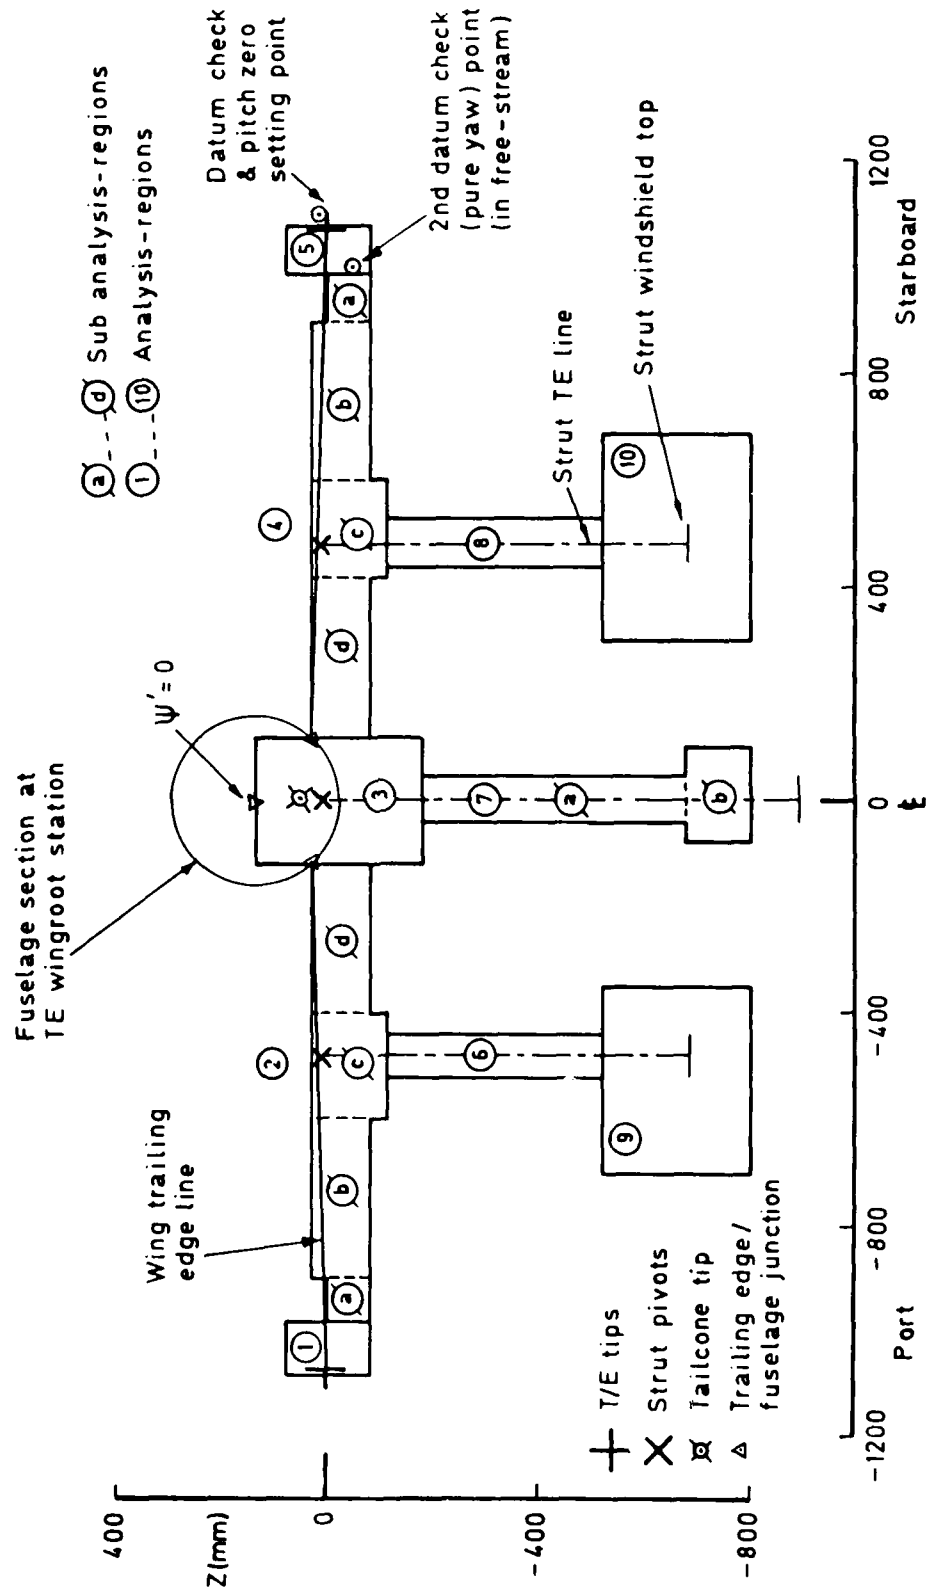 Fuselage section at
TE wingroot station
Ψ'=0
ⓐ---ⓓ Sub analysis-regions
①---⑩ Analysis-regions
Datum check
& pitch zero
setting point
2nd datum check
(pure yaw) point
(in free-stream)
Wing trailing
edge line
400
Z(mm)
0
-400
-800
1
a
b
2
c
d
3
d
4
c
b
a
5
6
7
a
b
8
9
10
Strut TE line
Strut windshield top
T/E tips
Strut pivots
Tailcone tip
Trailing edge/
fuselage junction
-1200
-800
-400
0
400
800
1200
Port
℄
Starboard